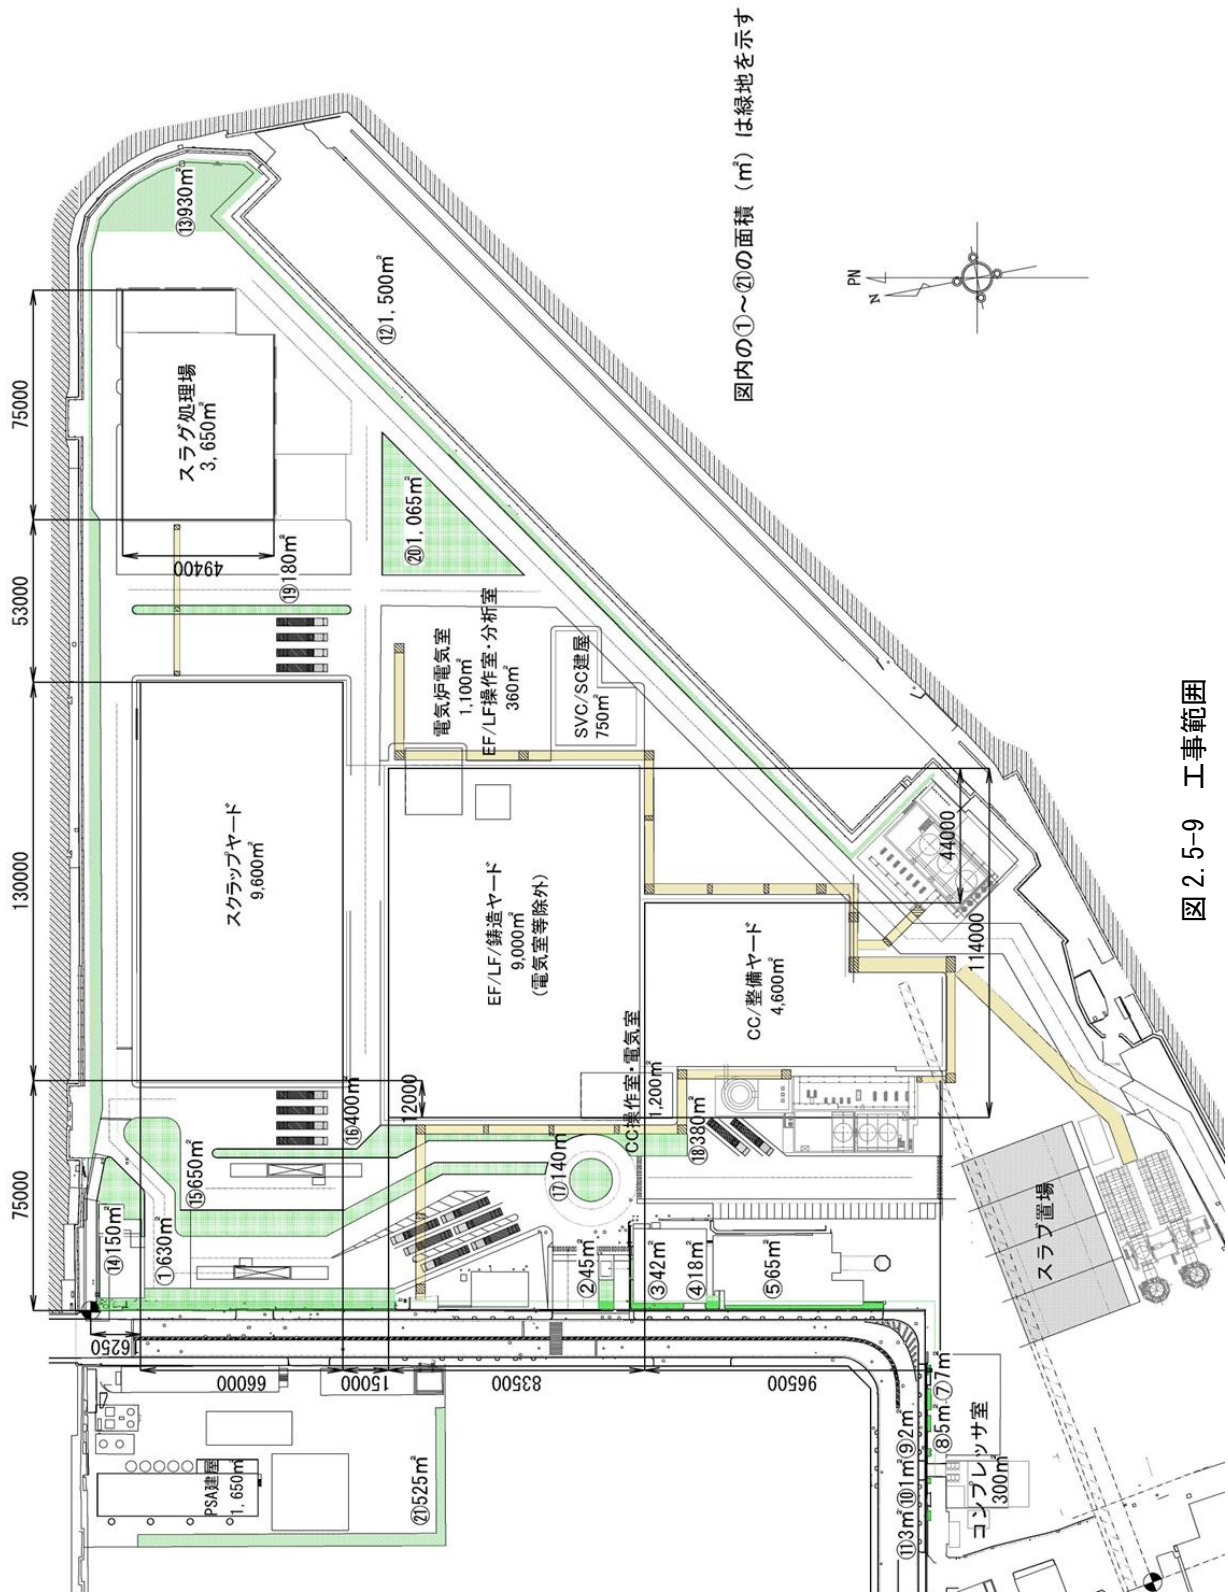 75000
130000
53000
75000
⑬930m²
スラグ処理場
3,650m²
49400
⑲180m²
⑫1,500m²
⑳1,065m²
図内の①～㉑の面積（㎡）は緑地を示す
PN
N
電気炉電気室
1,100m²
EF/LF操作室・分析室
360m²
SVC/SC建屋
750m²
スクラップヤード
9,600m²
EF/LF/鋳造ヤード
9,000m²
(電気室等除外)
CC/整備ヤード
4,600m²
44000
114000
CC操作室・電気室
1,200m²
12000
⑯400m²
⑮650m²
⑭150m²
①630m²
⑰140m²
⑱380m²
②45m²
③42m²
④18m²
⑤65m²
スラブ置場
6250
66000
15000
83500
96500
PSA建屋
1,650m²
㉑525m²
⑪3m²
⑩1m²
⑨2m²
⑧5m²
⑦7m²
コンプレッサ室
300m²
図 2.5-9 工事範囲